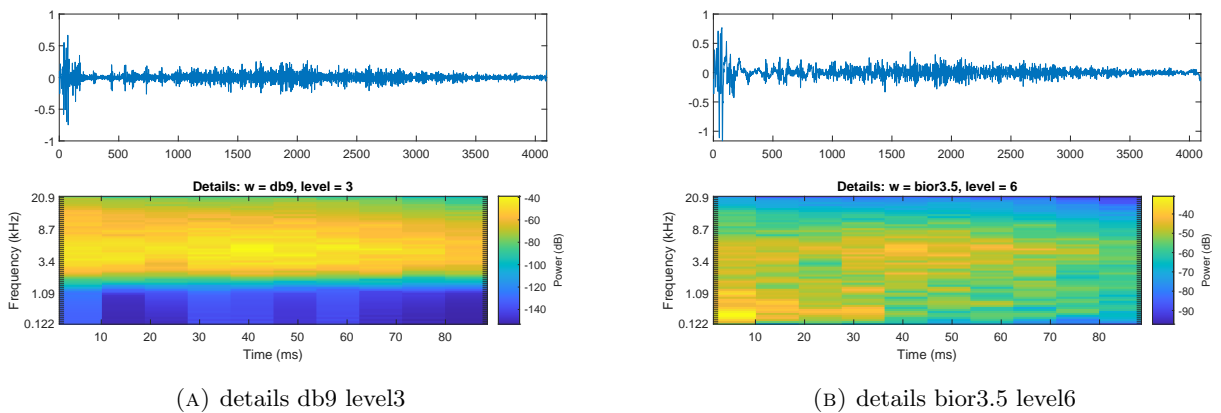 1
0.5
0
-0.5
-1
0 500 1000 1500 2000 2500 3000 3500 4000
Details: w = db9, level = 3
20.9
8.7
3.4
1.09
0.122
Frequency (kHz)
10 20 30 40 50 60 70 80
Time (ms)
-40
-60
-80
-100
-120
-140
Power (dB)
(A) details db9 level3
1
0.5
0
-0.5
-1
0 500 1000 1500 2000 2500 3000 3500 4000
Details: w = bior3.5, level = 6
20.9
8.7
3.4
1.09
0.122
Frequency (kHz)
10 20 30 40 50 60 70 80
Time (ms)
-40
-50
-60
-70
-80
-90
Power (dB)
(B) details bior3.5 level6